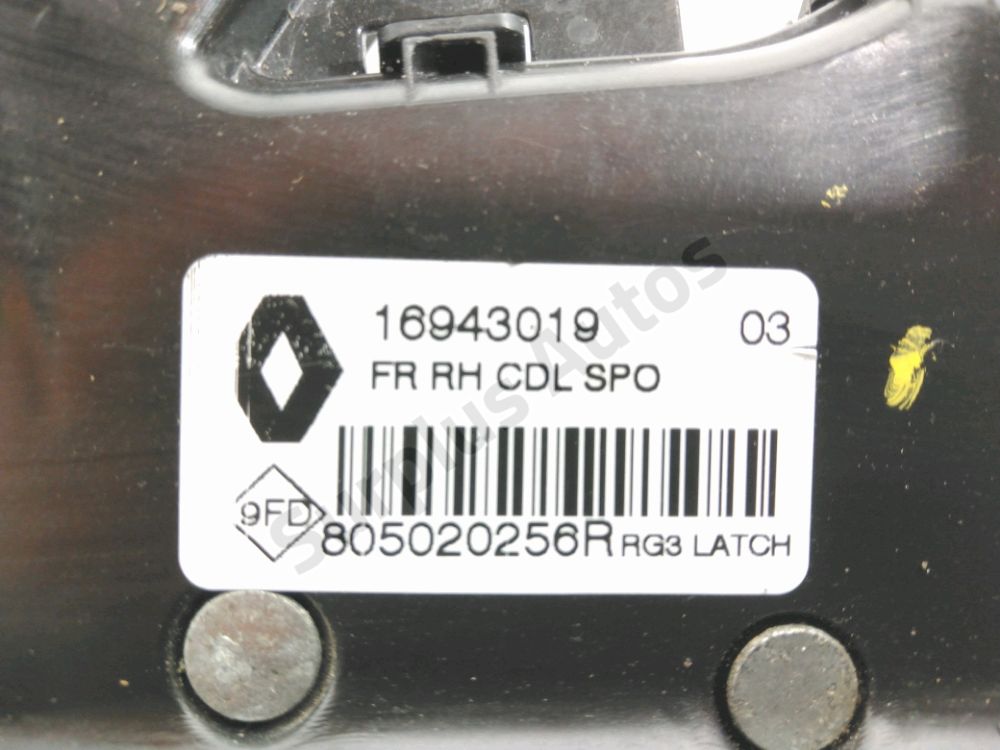 16943019 03
FR RH CDL SPO
9FD
805020256R RG3 LATCH
Surplus Autos